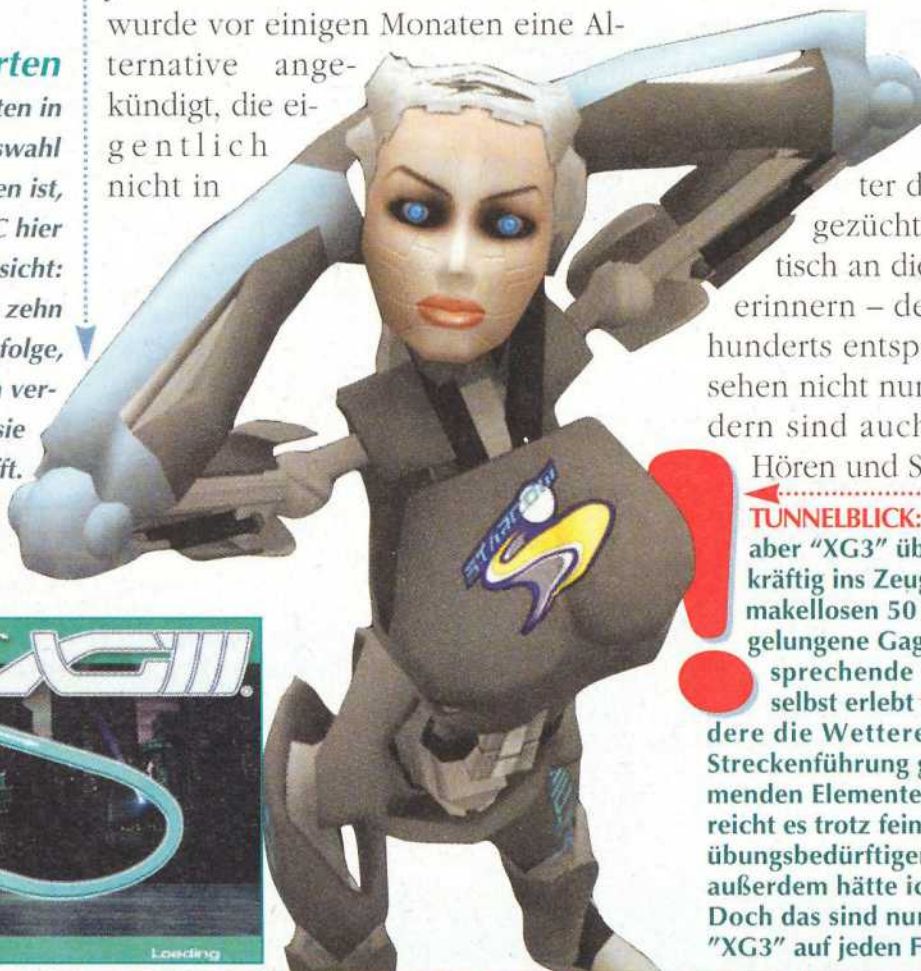 wurde vor einigen Monaten eine Al-
ternative ange-
kündigt, die ei-
gentlich
nicht in
rten
ten in
swahl
en ist,
C hier
sicht:
zehn
folge,
ver-
sie
fft.
ter d
gezücht
tisch an die
erinnern – de
hunderts entsp
sehen nicht nur
dern sind auch
Hören und S
TUNNELBLICK:
aber "XG3" üb
kräftig ins Zeug
makellosen 50
gelungene Gag
sprechende
selbst erlebt
dere die Wettere
Streckenführung g
menden Elemente
reicht es trotz fein
übungsbedürftigen
außerdem hätte ic
Doch das sind nur
"XG3" auf jeden F
STARCOM
XGIII
Loading